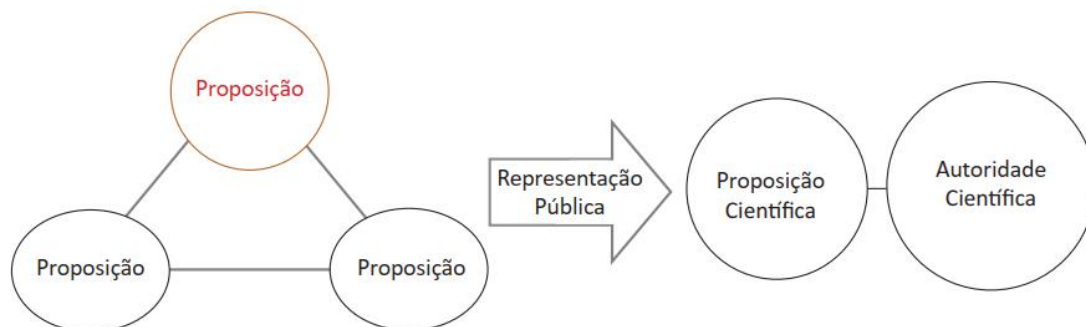 Proposição
Proposição
Proposição
Representação
Pública
Proposição
Científica
Autoridade
Científica